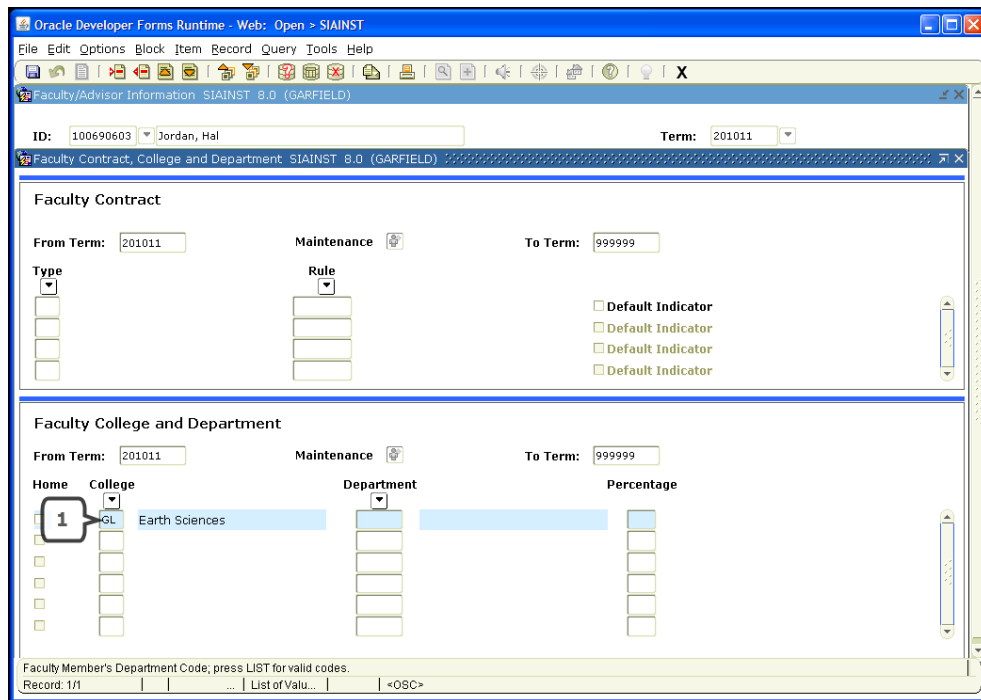 Oracle Developer Forms Runtime - Web: Open > SIAINST
File Edit Options Block Item Record Query Tools Help
X
Faculty/Advisor Information SIAINST 8.0 (GARFIELD)
ID: 100690603 Jordan, Hal Term: 201011
Faculty Contract, College and Department SIAINST 8.0 (GARFIELD)
Faculty Contract
From Term: 201011 Maintenance To Term: 999999
Type Rule
Default Indicator
Default Indicator
Default Indicator
Default Indicator
Faculty College and Department
From Term: 201011 Maintenance To Term: 999999
Home College Department Percentage
1 GL Earth Sciences
Faculty Member's Department Code; press LIST for valid codes.
Record: 1/1 ... List of Valu... <OSC>